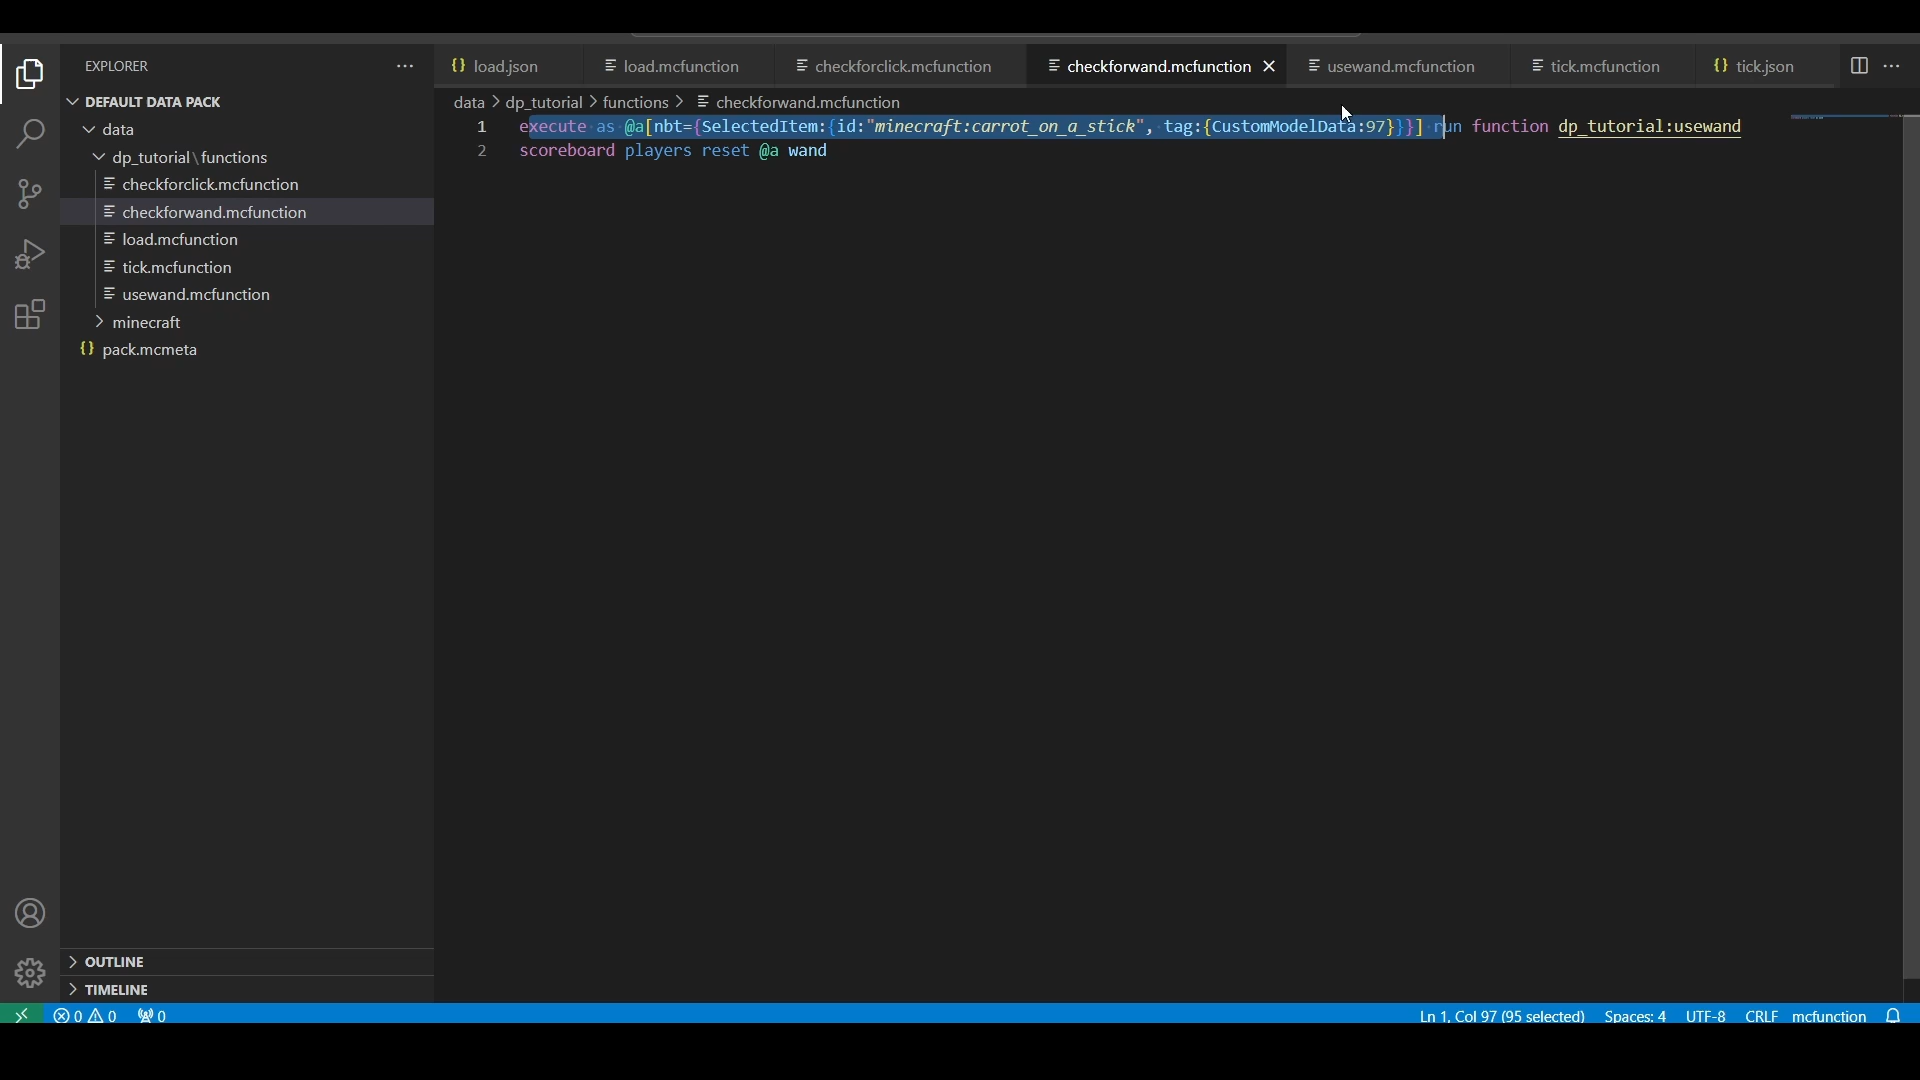 EXPLORER
load.json
load.mcfunction
checkforclick.mcfunction
checkforwand.mcfunction
usewand.mcfunction
tick.mcfunction
tick.json
DEFAULT DATA PACK
data
dp_tutorial\functions
checkforclick.mcfunction
checkforwand.mcfunction
load.mcfunction
tick.mcfunction
usewand.mcfunction
minecraft
pack.mcmeta
data > dp_tutorial > functions > checkforwand.mcfunction
1 execute as @a[nbt={SelectedItem:{id:"minecraft:carrot_on_a_stick", tag:{CustomModelData:97}}}] run function dp_tutorial:usewand
2 scoreboard players reset @a wand
OUTLINE
TIMELINE
0 0 0 Ln 1, Col 97 (95 selected) Spaces: 4 UTF-8 CRLF mcfunction